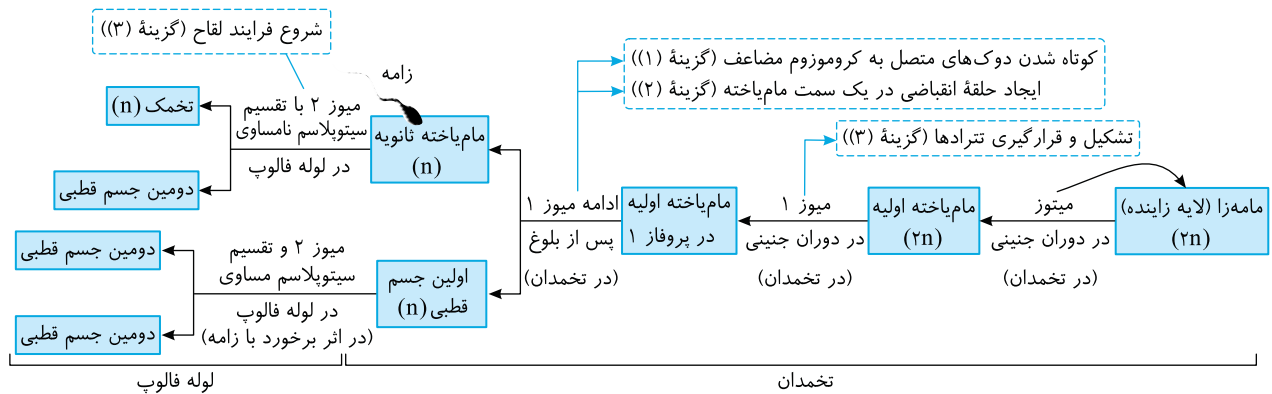 شروع فرایند لقاح (گزینهٔ (۳))
کوتاه شدن دوک‌های متصل به کروموزوم مضاعف (گزینهٔ (۱))
ایجاد حلقهٔ انقباضی در یک سمت مام‌یاخته (گزینهٔ (۲))
تشکیل و قرارگیری تترادها (گزینهٔ (۳))
مامه‌زا (لایه زاینده)
(۲n)
میتوز
در دوران جنینی
(در تخمدان)
مام‌یاخته اولیه
(۲n)
میوز ۱
در دوران جنینی
(در تخمدان)
مام‌یاخته اولیه
در پروفاز ۱
ادامه میوز ۱
پس از بلوغ
(در تخمدان)
زامه
مام‌یاخته ثانویه
(n)
میوز ۲ با تقسیم
سیتوپلاسم نامساوی
در لوله فالوپ
تخمک (n)
دومین جسم قطبی
اولین جسم
قطبی (n)
میوز ۲ و تقسیم
سیتوپلاسم مساوی
در لوله فالوپ
(در اثر برخورد با زامه)
دومین جسم قطبی
دومین جسم قطبی
تخمدان
لوله فالوپ